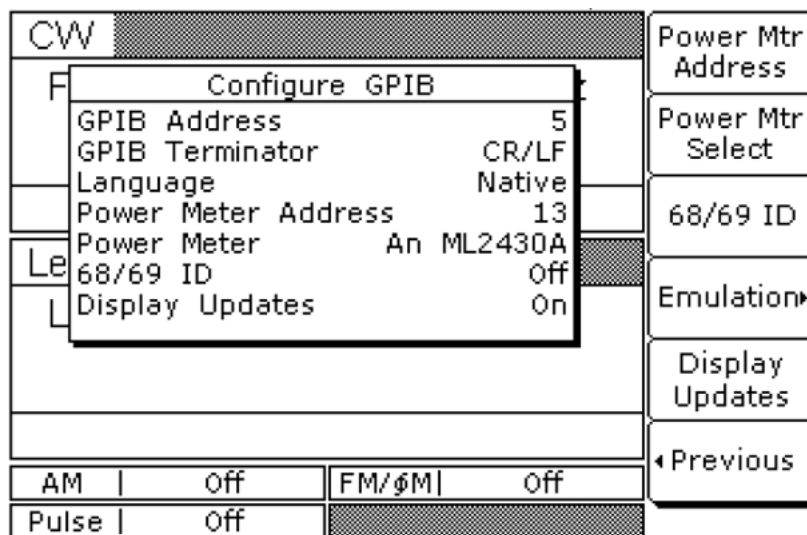 CW
F
Configure GPIB
GPIB Address 5
GPIB Terminator CR/LF
Language Native
Power Meter Address 13
Power Meter An ML2430A
68/69 ID Off
Display Updates On
Le
L
AM | Off
FM/ϕM| Off
Pulse | Off
Power Mtr
Address
Power Mtr
Select
68/69 ID
Emulation▸
Display
Updates
◂Previous